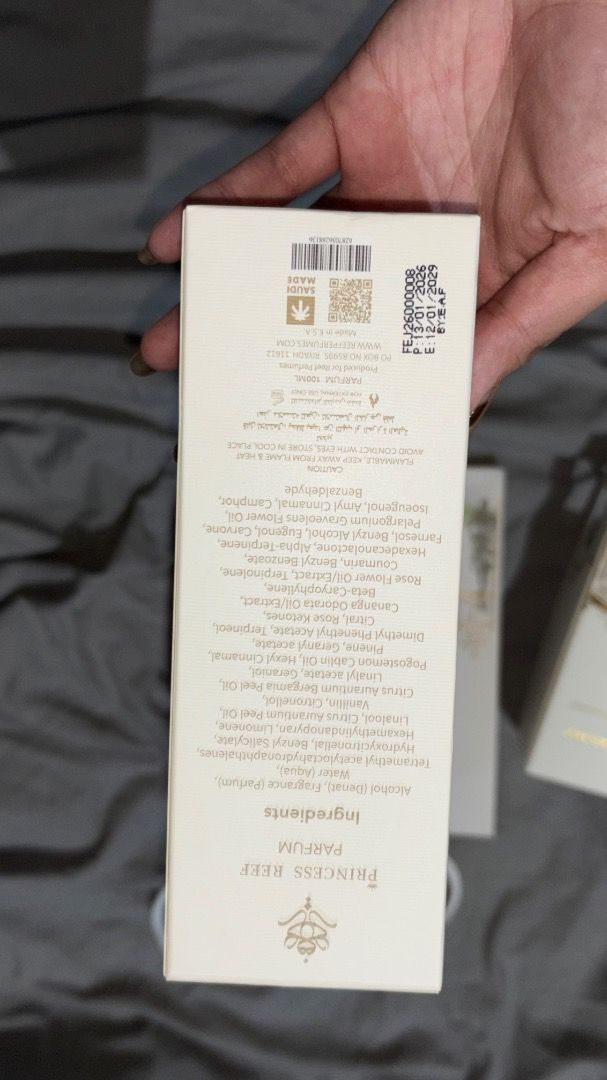 PRINCESS REEF
PARFUM
Ingredients
Alcohol (Denat), Fragrance (Parfum),
Water (Aqua),
Tetramethyl acetyloctahydronaphthalenes,
Hydroxycitronellal, Benzyl Salicylate,
Hexamethylindanopyran, Limonene,
Linalool, Citrus Aurantium Peel Oil,
Vanillin, Citronellol,
Citrus Aurantium Bergamia Peel Oil,
Linalyl acetate, Geraniol,
Pogostemon Cablin Oil, Hexyl Cinnamal,
Pinene, Geranyl acetate,
Dimethyl Phenethyl Acetate, Terpineol,
Citral, Rose Ketones,
Cananga Odorata Oil/Extract,
Beta-Caryophyllene,
Rose Flower Oil/Extract, Terpinolene,
Coumarin, Benzyl Benzoate,
Hexadecanolactone, Alpha-Terpinene,
Farnesol, Benzyl Alcohol, Eugenol, Carvone,
Pelargonium Graveolens Flower Oil,
Isoeugenol, Amyl Cinnamal, Camphor,
Benzaldehyde
CAUTION
FLAMMABLE, KEEP AWAY FROM FLAME & HEAT
AVOID CONTACT WITH EYES, STORE IN COOL PLACE
تحذير
FOR EXTERNAL USE ONLY
PARFUM 100ML
Produced for Reef Perfumes
PO BOX NO 85995. RIYADH 11612
WWW.REEFPERFUMES.COM
Made in K.S.A
SAUDI
MADE
FEJ26000008
P:13/01/2026
E:12/01/2029
BY:E.A.F